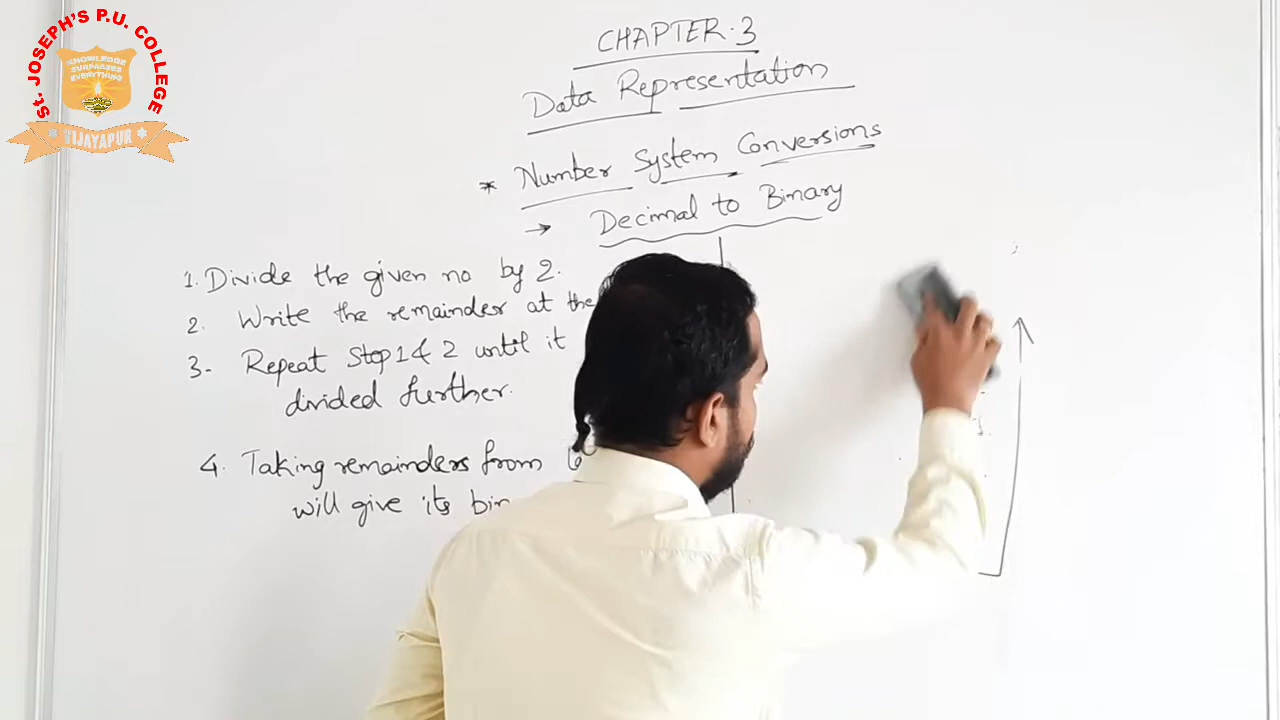 St. JOSEPH'S P.U. COLLEGE
KNOWLEDGE
SURPASSES
EVERYTHING
CHAPTER-3
Data Representation
* Number System Conversions
→ Decimal to Binary
1. Divide the given no by 2.
2. Write the remainder at the
3- Repeat Step 1 & 2 until it
divided further.
4. Taking remainders from
will give its bin